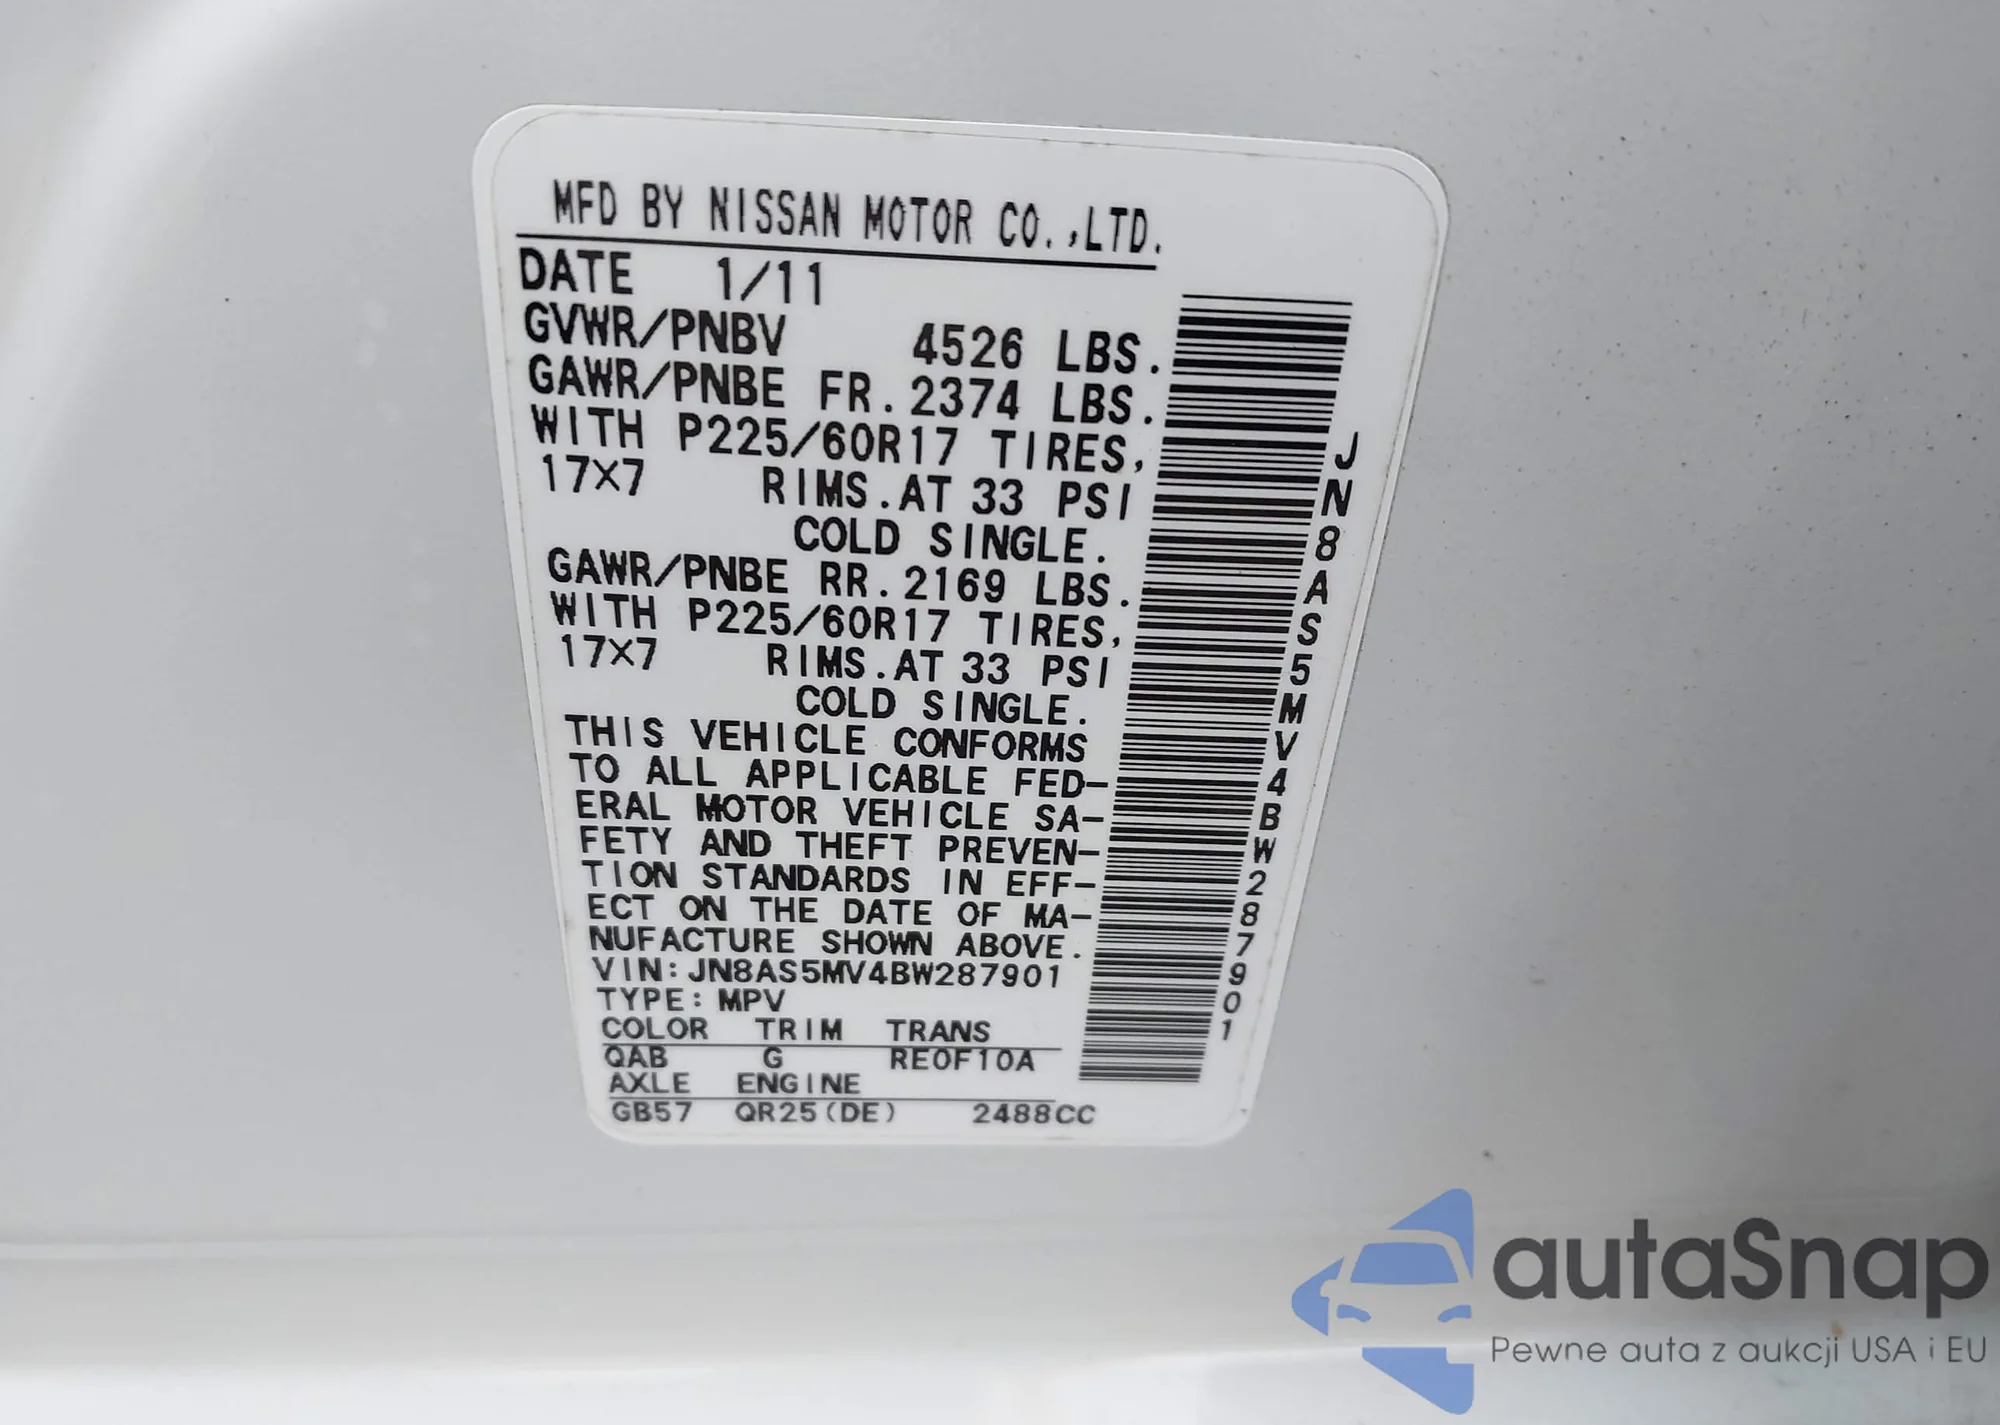 MFD BY NISSAN MOTOR CO.,LTD.
DATE 1/11
GVWR/PNBV 4526 LBS.
GAWR/PNBE FR.2374 LBS.
WITH P225/60R17 TIRES,
17X7 RIMS.AT 33 PSI
COLD SINGLE.
GAWR/PNBE RR.2169 LBS.
WITH P225/60R17 TIRES,
17X7 RIMS.AT 33 PSI
COLD SINGLE.
THIS VEHICLE CONFORMS
TO ALL APPLICABLE FED-
ERAL MOTOR VEHICLE SA-
FETY AND THEFT PREVEN-
TION STANDARDS IN EFF-
ECT ON THE DATE OF MA-
NUFACTURE SHOWN ABOVE.
VIN:JN8AS5MV4BW287901
TYPE:MPV
COLOR TRIM TRANS
QAB G RE0F10A
AXLE ENGINE
GB57 QR25(DE) 2488CC
JN8AS5MV4BW287901
autaSnap
Pewne auta z aukcji USA i EU